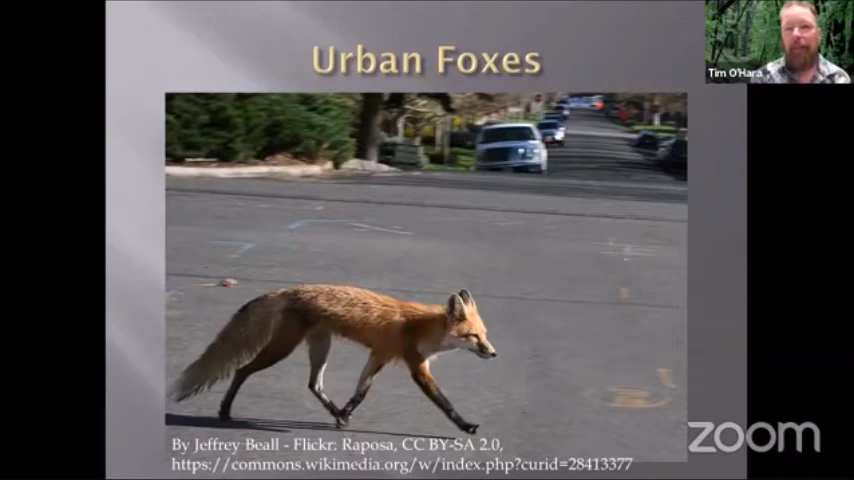 Urban Foxes
Tim O'Hara
By Jeffrey Beall - Flickr: Raposa, CC BY-SA 2.0,
https://commons.wikimedia.org/w/index.php?curid=28413377
zoom